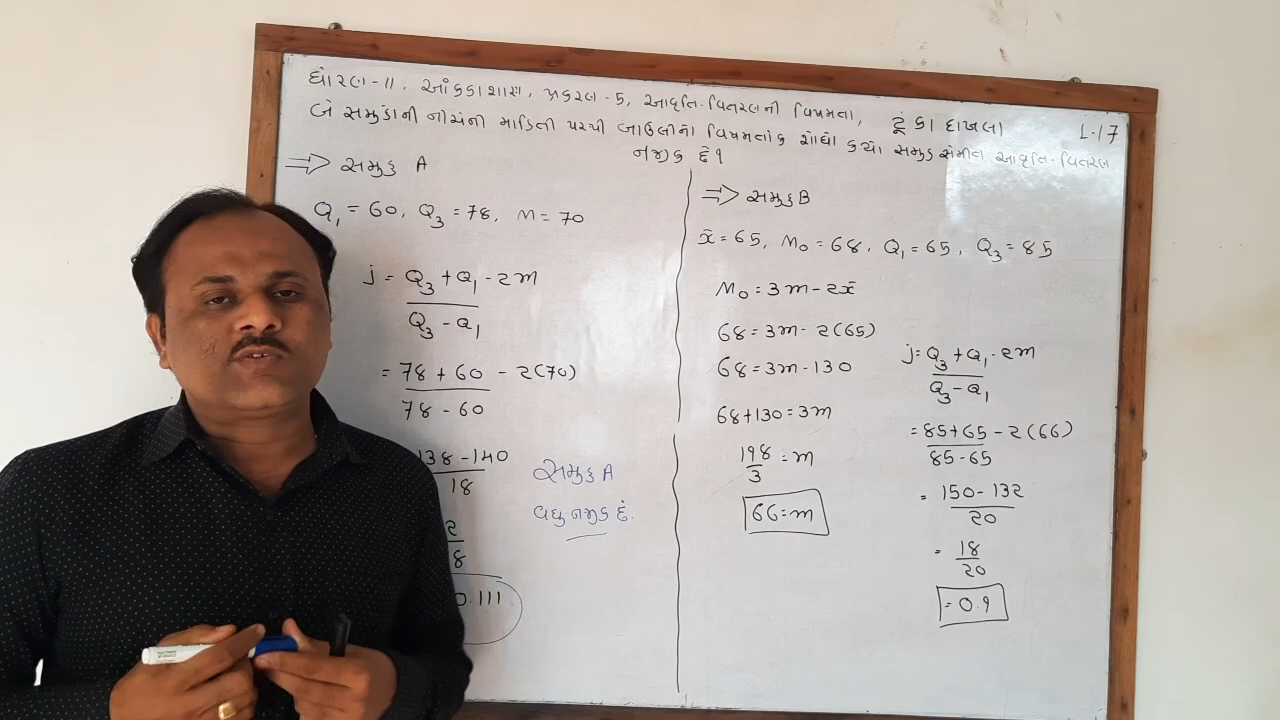 ધોરણ-11, આંકડાશાસ્ત્ર, પ્રકરણ-5, આવૃત્તિ-વિતરણની વિષમતા, ટૂંકા દાખલા L-17
બે સમૂહોની નીચેની માહિતી પરથી બાઉલીનો વિષમતાંક શોધો કયો સમૂહ સંમિત આવૃત્તિ-વિતરણ
નજીક છે?
⇒ સમૂહ A
Q₁ = 60, Q₃ = 78, M = 70
j = Q₃ + Q₁ - 2M
Q₃ - Q₁
= 78 + 60 - 2(70)
78 - 60
138 - 140
18
2
8
0.111
સમૂહ A
વધુ નજીક છે.
⇒ સમૂહ B
x̄ = 65, M₀ = 68, Q₁ = 65, Q₃ = 85
M₀ = 3M - 2x̄
68 = 3M - 2(65)
68 = 3M - 130
68 + 130 = 3M
198 = M
3
66 = M
j = Q₃ + Q₁ - 2M
Q₃ - Q₁
= 85 + 65 - 2(66)
85 - 65
= 150 - 132
20
= 18
20
= 0.9